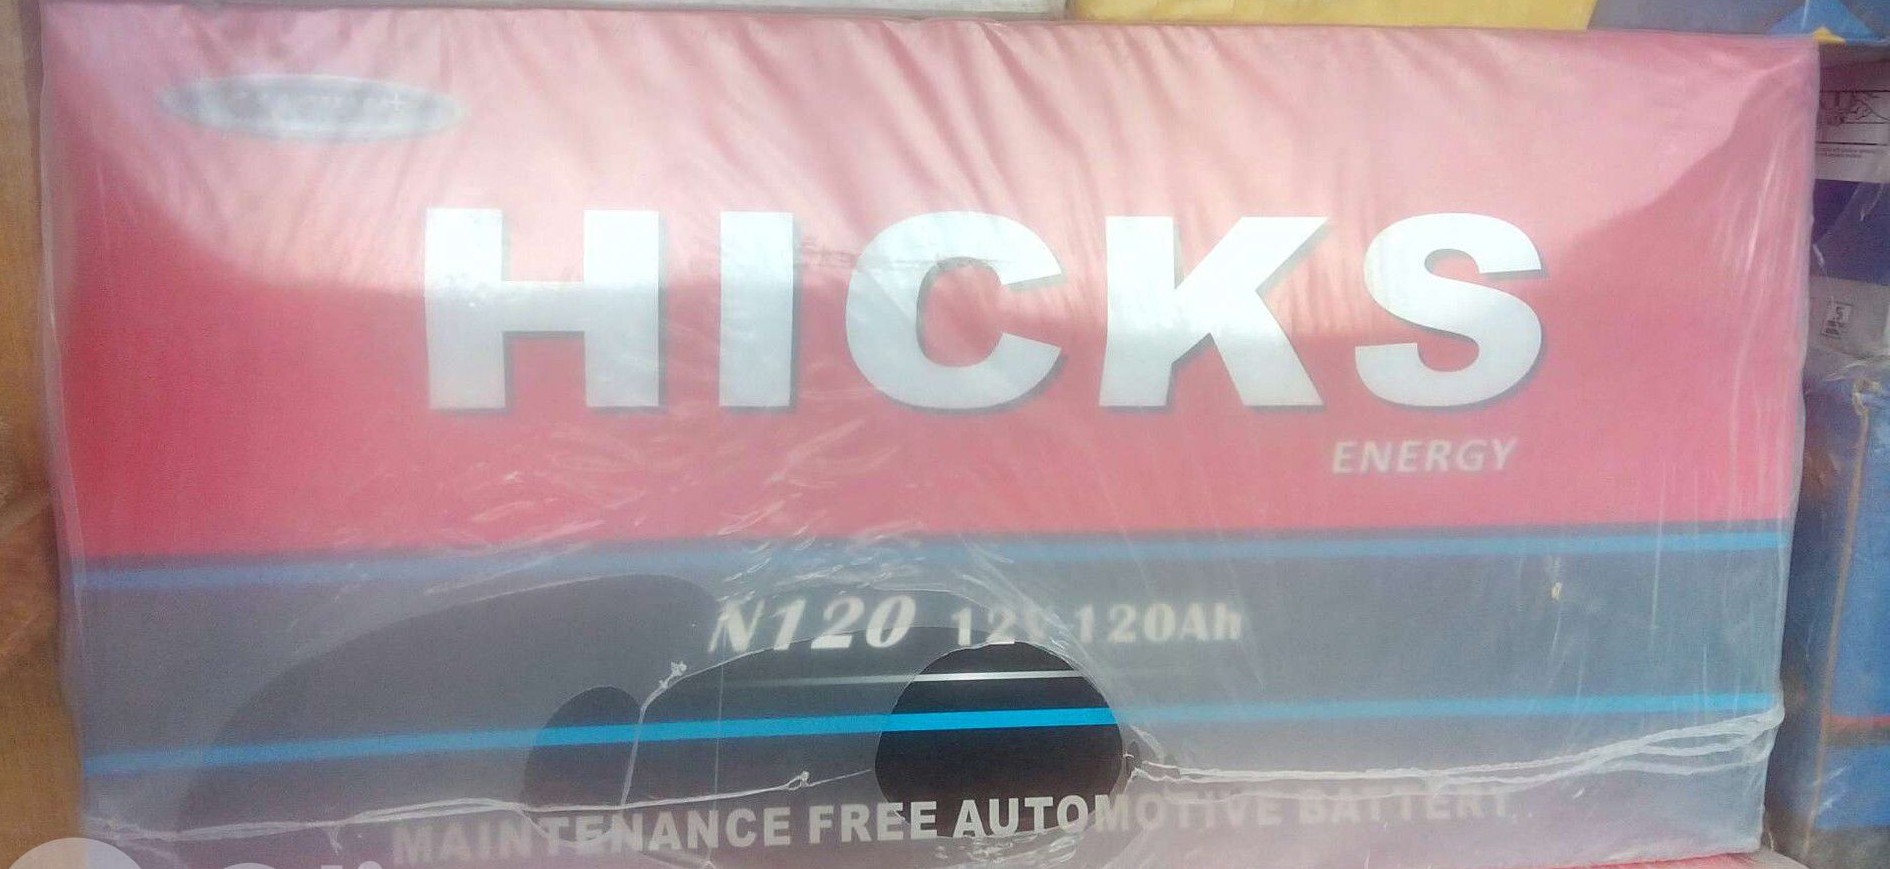 HICKS
ENERGY
N120 12V 120Ah
MAINTENANCE FREE AUTOMOTIVE BATTERY